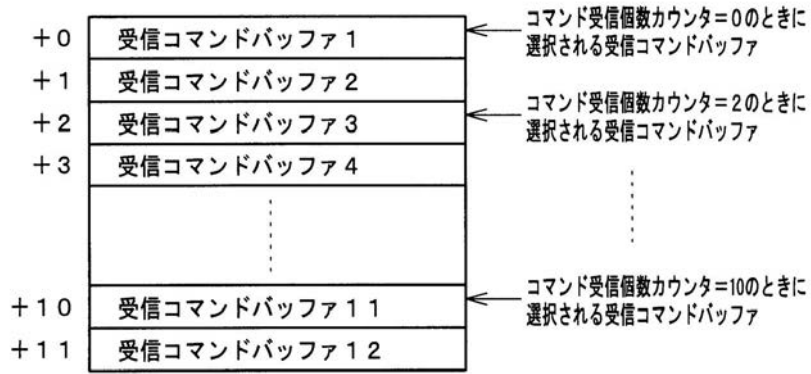 +0 受信コマンドバッファ1
コマンド受信個数カウンター=0のときに
選択される受信コマンドバッファ
+1 受信コマンドバッファ2
+2 受信コマンドバッファ3
コマンド受信個数カウンター=2のときに
選択される受信コマンドバッファ
+3 受信コマンドバッファ4
+10 受信コマンドバッファ11
コマンド受信個数カウンター=10のときに
選択される受信コマンドバッファ
+11 受信コマンドバッファ12